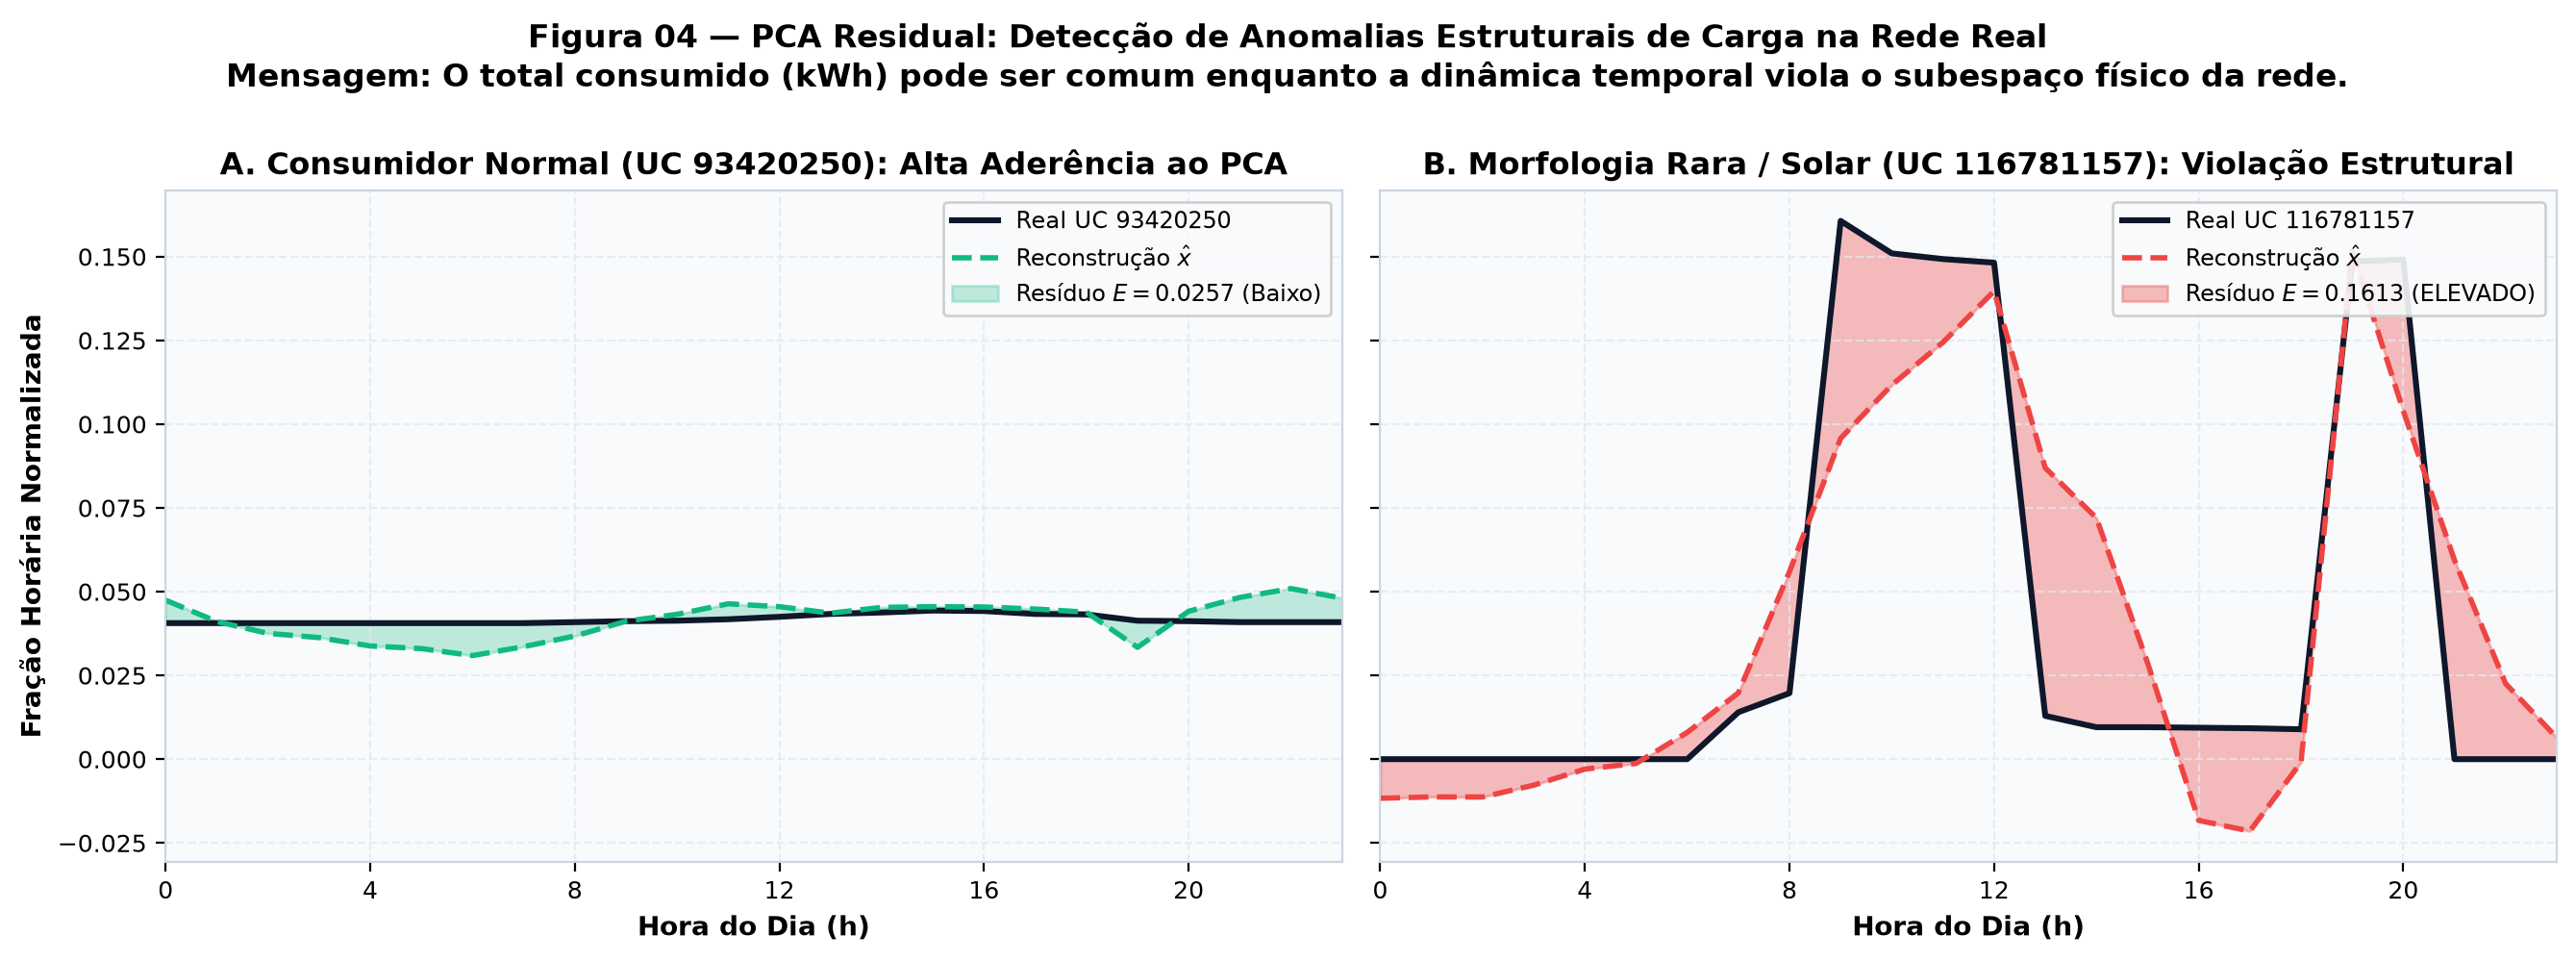 Figura 04 — PCA Residual: Detecção de Anomalias Estruturais de Carga na Rede Real
Mensagem: O total consumido (kWh) pode ser comum enquanto a dinâmica temporal viola o subespaço físico da rede.
A. Consumidor Normal (UC 93420250): Alta Aderência ao PCA
Real UC 93420250
Reconstrução x̂
Resíduo E = 0.0257 (Baixo)
Fração Horária Normalizada
0.150
0.125
0.100
0.075
0.050
0.025
0.000
−0.025
0 4 8 12 16 20
Hora do Dia (h)
B. Morfologia Rara / Solar (UC 116781157): Violação Estrutural
Real UC 116781157
Reconstrução x̂
Resíduo E = 0.1613 (ELEVADO)
0 4 8 12 16 20
Hora do Dia (h)